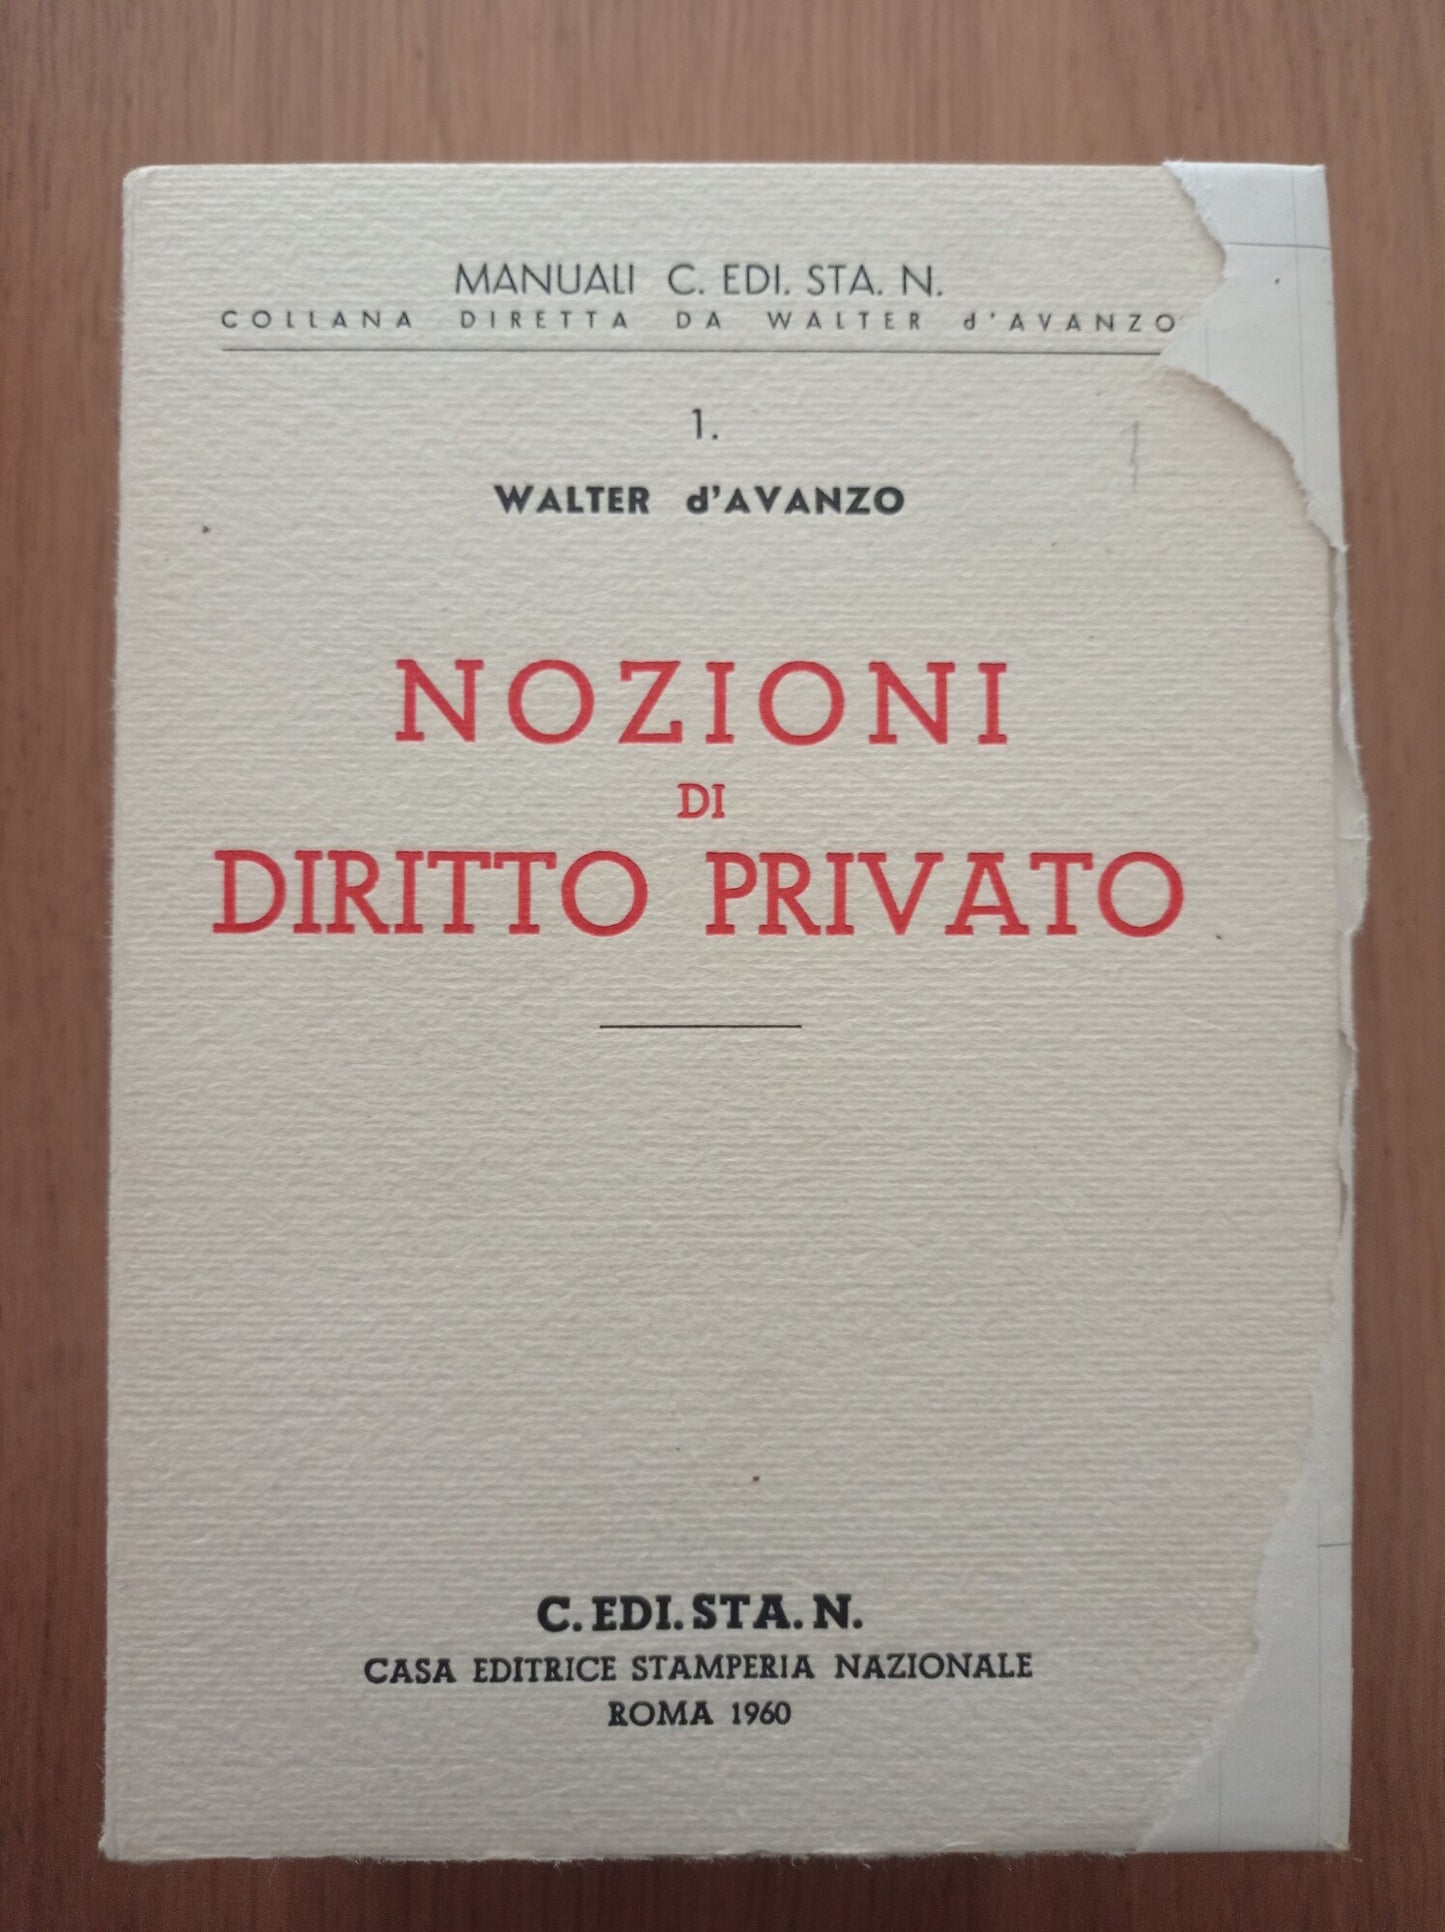 MANUALI C. EDI. STA. N.
COLLANA DIRETTA DA WALTER d'AVANZO
1.
WALTER d'AVANZO
NOZIONI
DI
DIRITTO PRIVATO
C. EDI. STA. N.
CASA EDITRICE STAMPERIA NAZIONALE
ROMA 1960